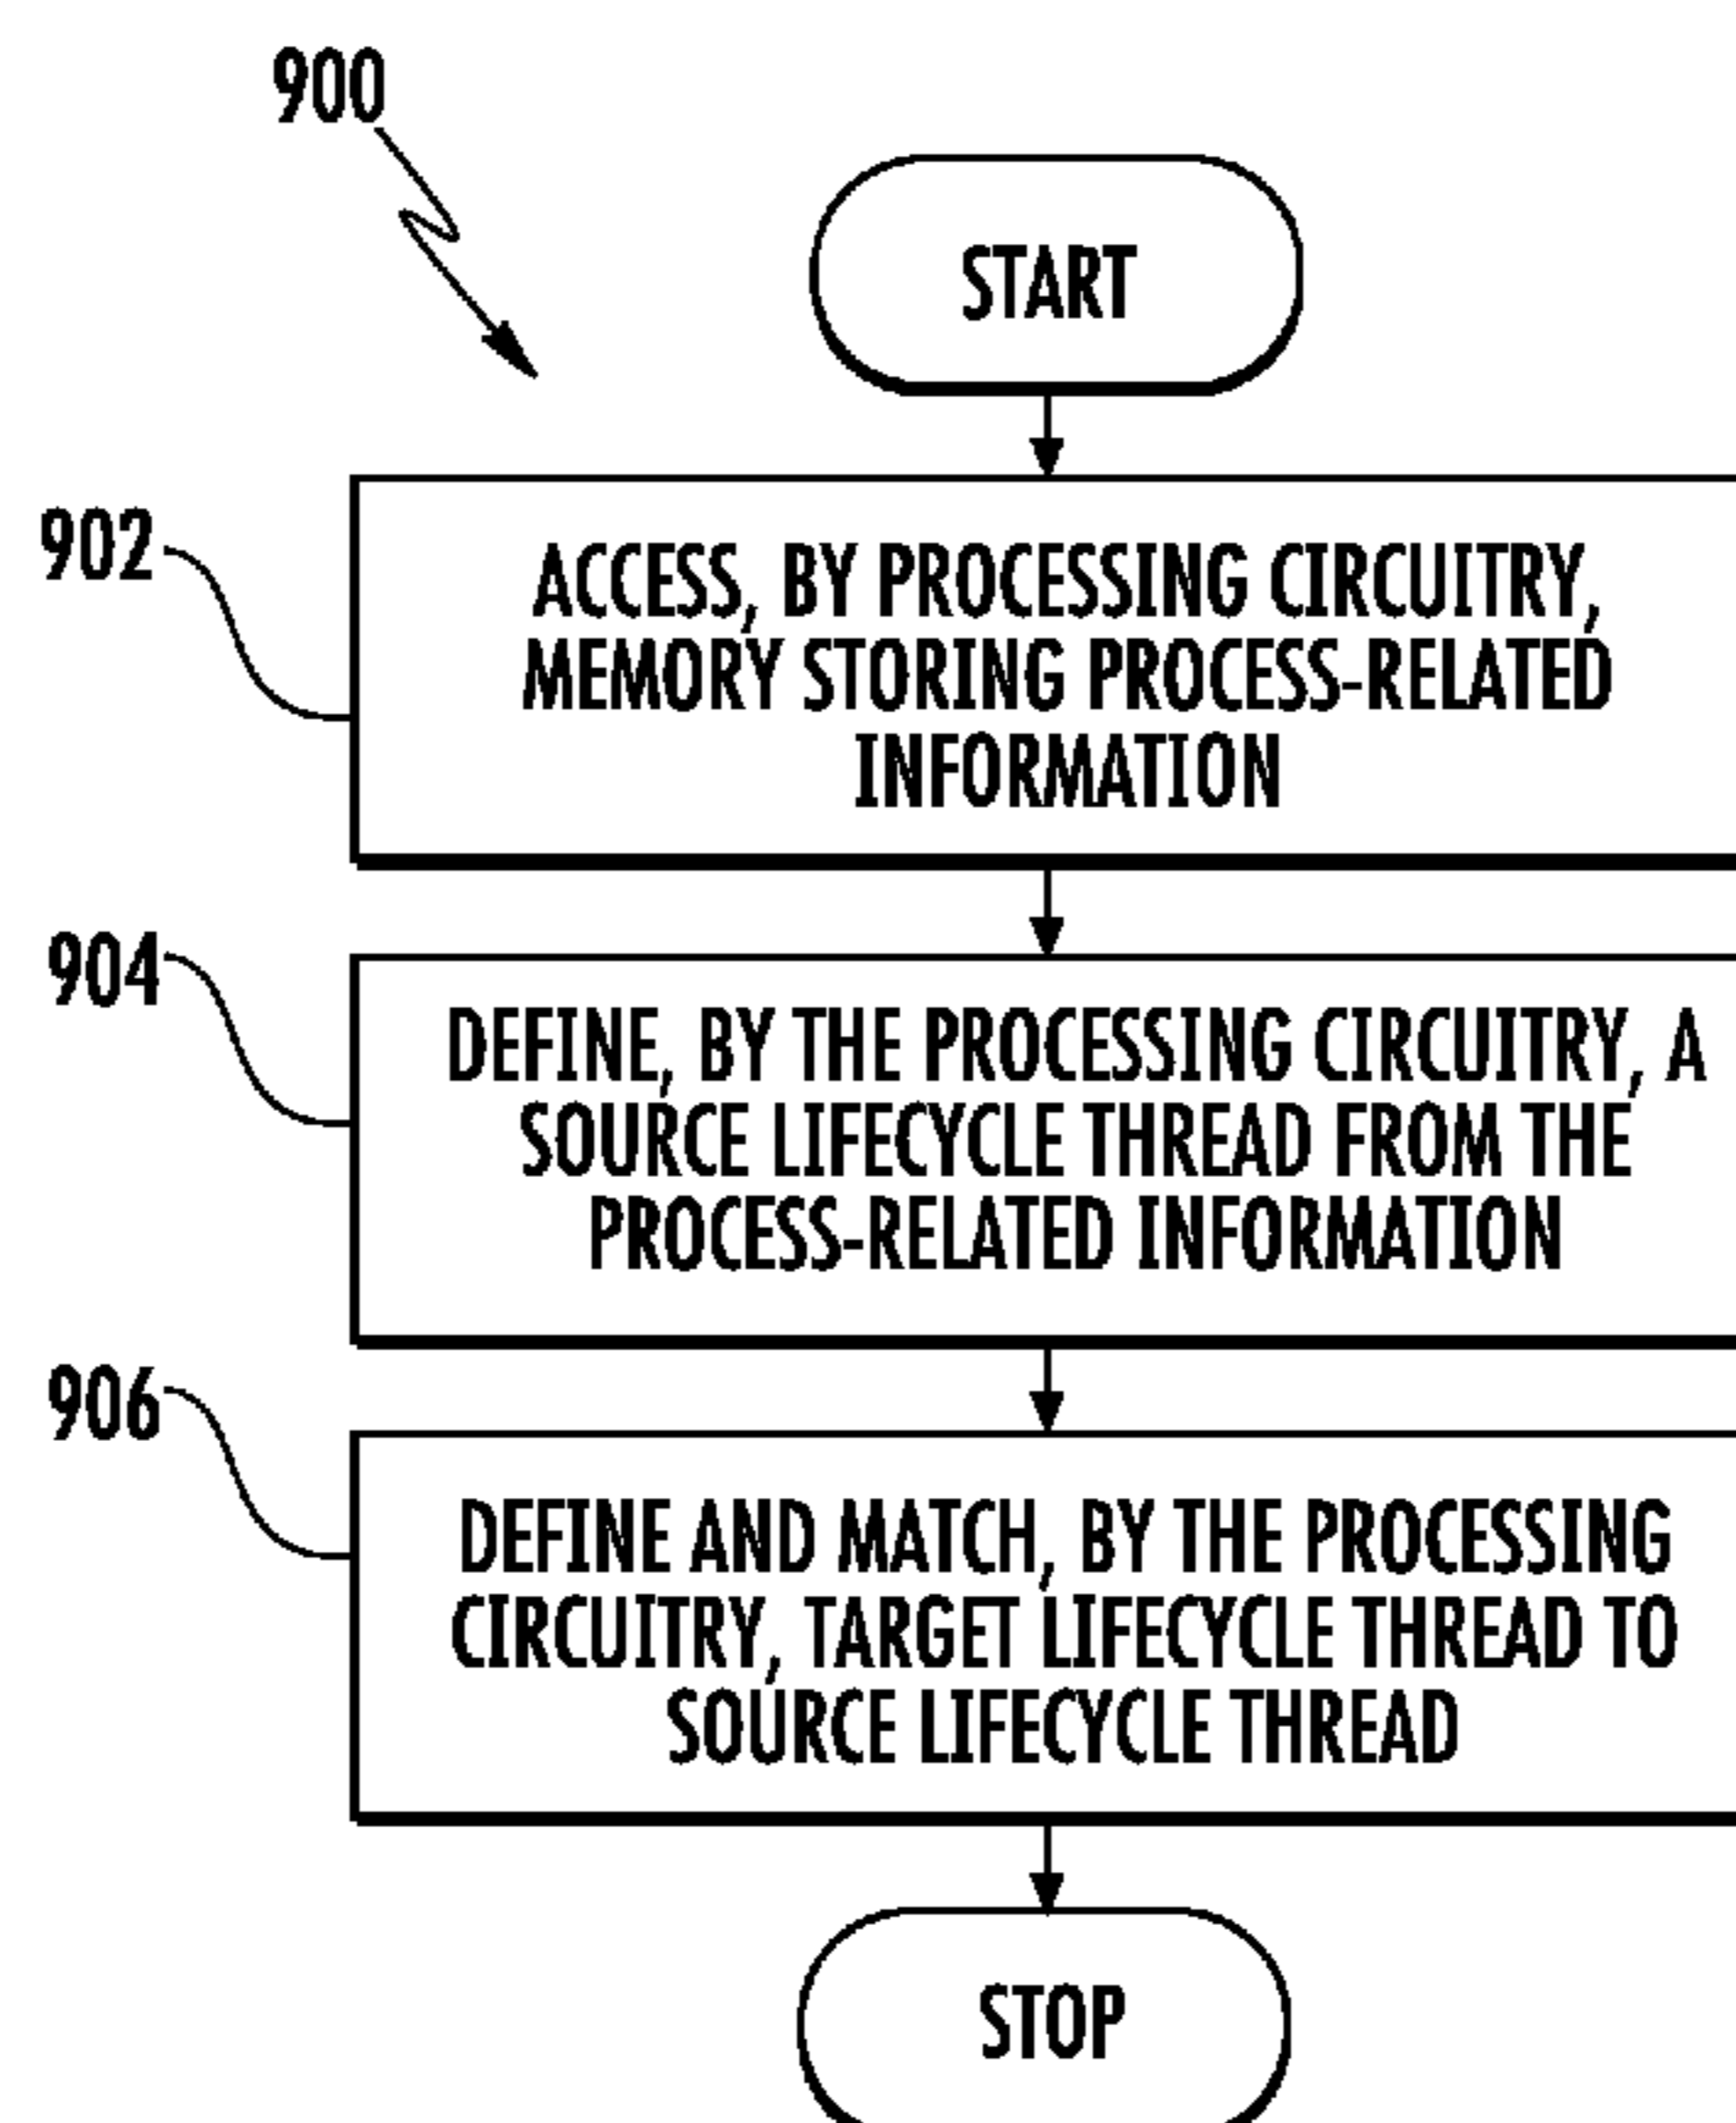 900
START
902
ACCESS, BY PROCESSING CIRCUITRY,
MEMORY STORING PROCESS-RELATED
INFORMATION
904
DEFINE, BY THE PROCESSING CIRCUITRY, A
SOURCE LIFECYCLE THREAD FROM THE
PROCESS-RELATED INFORMATION
906
DEFINE AND MATCH, BY THE PROCESSING
CIRCUITRY, TARGET LIFECYCLE THREAD TO
SOURCE LIFECYCLE THREAD
STOP